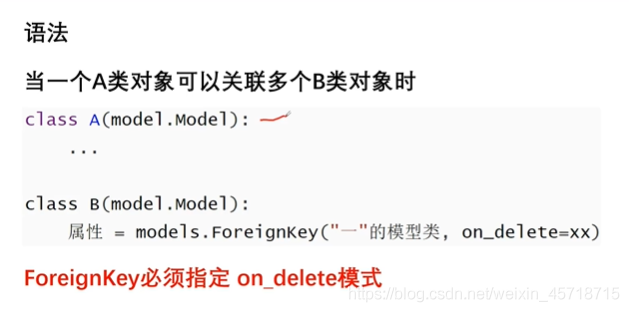 语法
当一个A类对象可以关联多个B类对象时
class A(model.Model):
...
class B(model.Model):
属性 = models.ForeignKey("一"的模型类, on_delete=xx)
ForeignKey必须指定 on_delete模式
https://blog.csdn.net/weixin_45718715